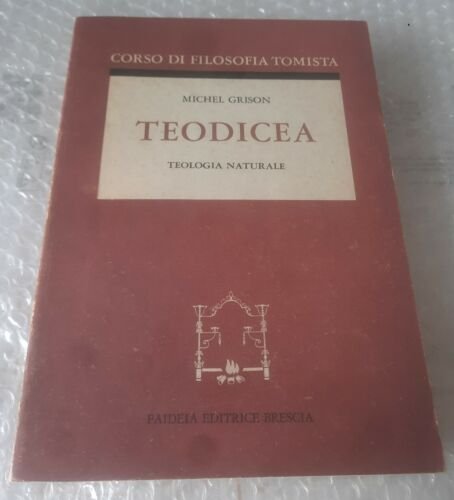 CORSO DI FILOSOFIA TOMISTA
MICHEL GRISON
TEODICEA
TEOLOGIA NATURALE
PAIDEIA EDITRICE BRESCIA